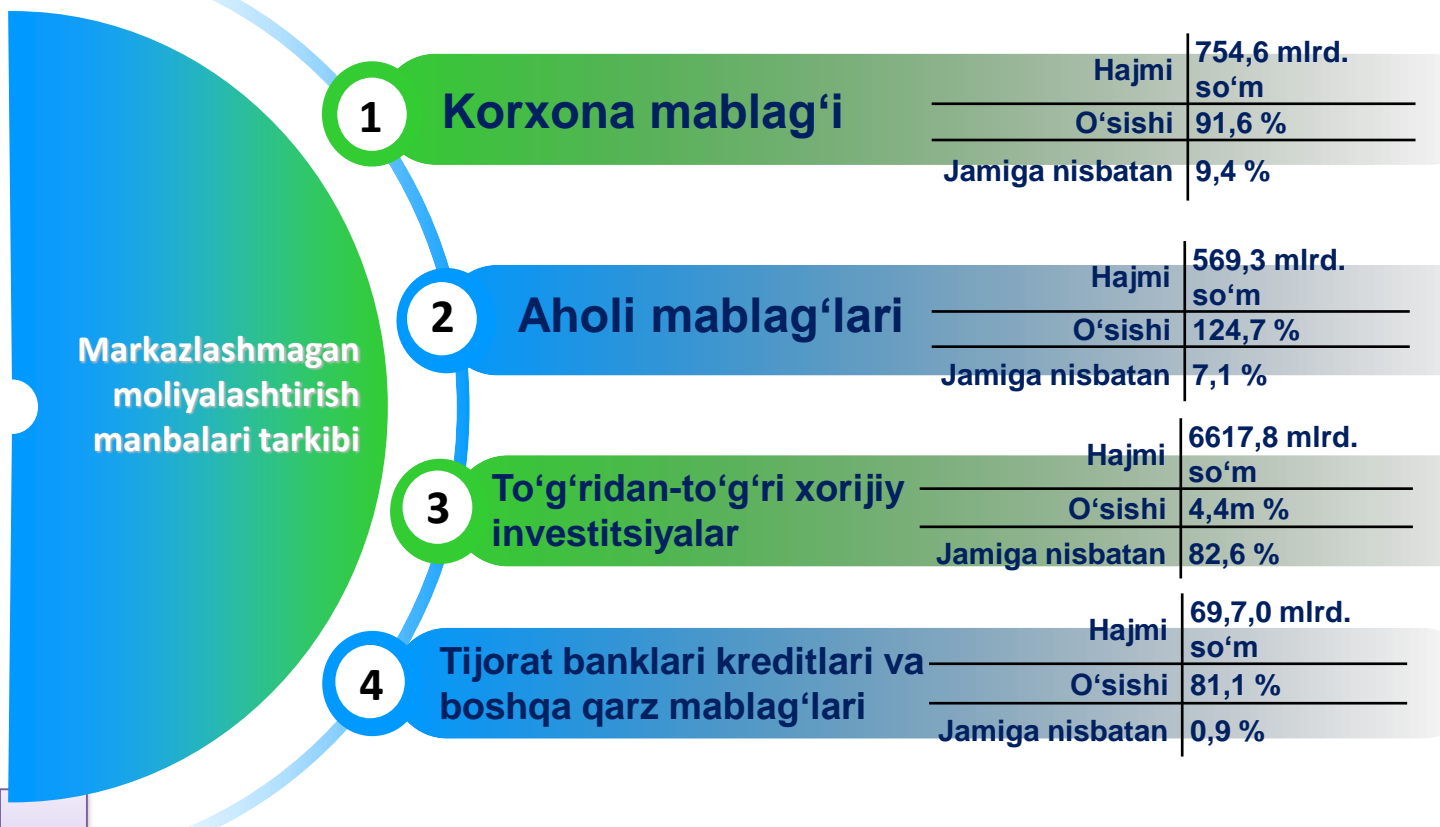 Markazlashmagan
moliyalashtirish
manbalari tarkibi
1
Korxona mablag‘i
Hajmi
754,6 mlrd.
so‘m
O‘sishi
91,6 %
Jamiga nisbatan
9,4 %
2
Aholi mablag‘lari
Hajmi
569,3 mlrd.
so‘m
O‘sishi
124,7 %
Jamiga nisbatan
7,1 %
3
To‘g‘ridan-to‘g‘ri xorijiy
investitsiyalar
Hajmi
6617,8 mlrd.
so‘m
O‘sishi
4,4m %
Jamiga nisbatan
82,6 %
4
Tijorat banklari kreditlari va
boshqa qarz mablag‘lari
Hajmi
69,7,0 mlrd.
so‘m
O‘sishi
81,1 %
Jamiga nisbatan
0,9 %